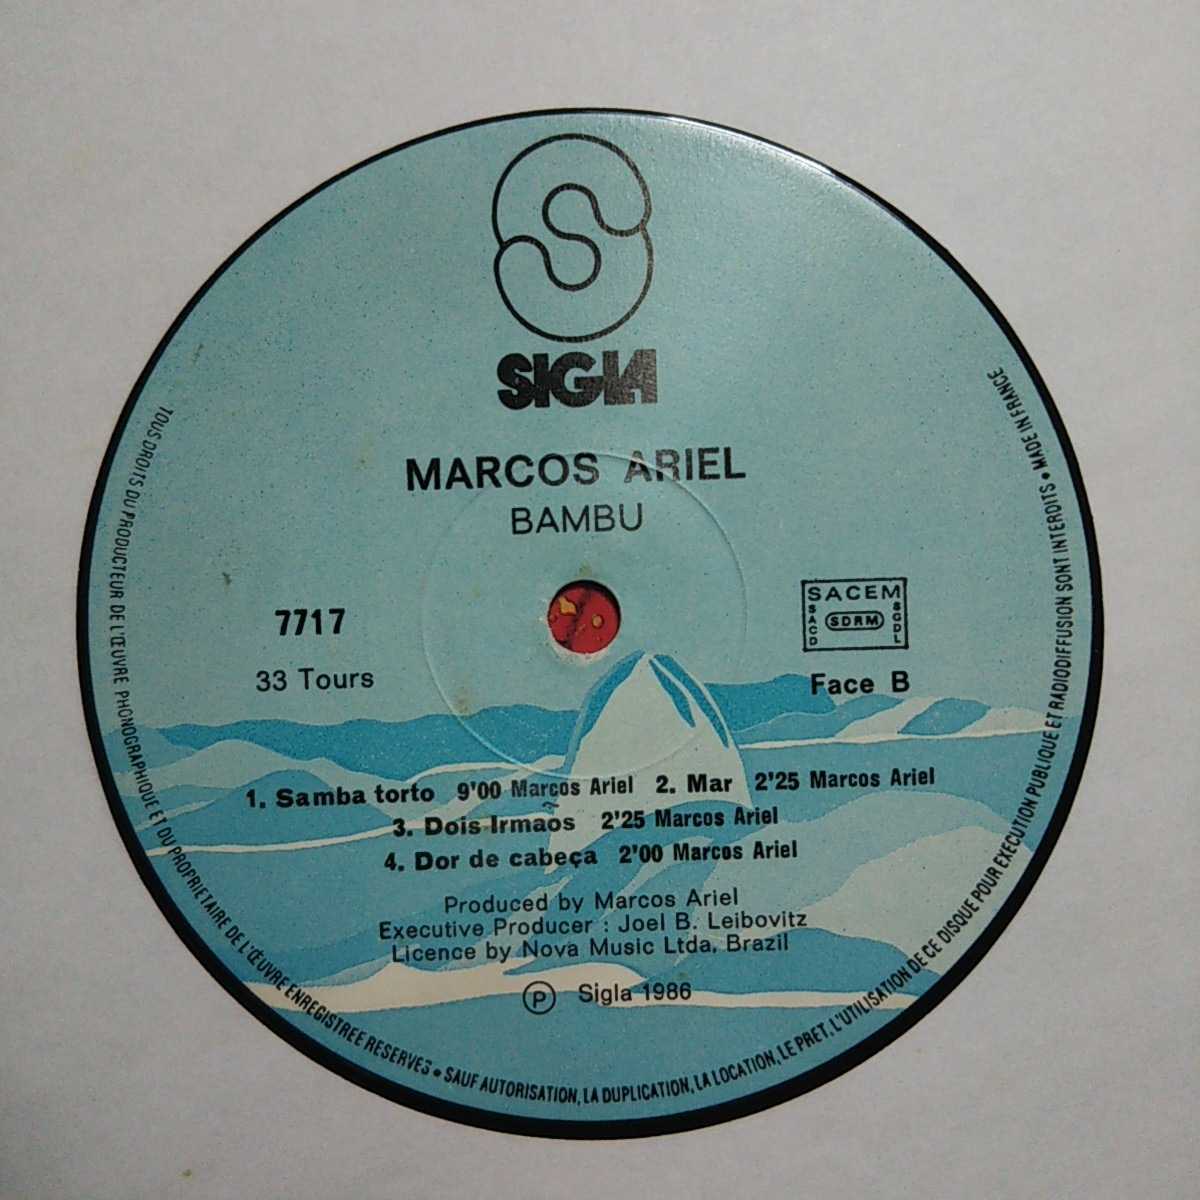 SIGLA
MARCOS ARIEL
BAMBU
7717
33 Tours
SACEM
SACD
SDRM
SGDL
Face B
1. Samba torto 9'00 Marcos Ariel 2. Mar 2'25 Marcos Ariel
3. Dois Irmaos 2'25 Marcos Ariel
4. Dor de cabeça 2'00 Marcos Ariel
Produced by Marcos Ariel
Executive Producer : Joel B. Leibovitz
Licence by Nova Music Ltda, Brazil
℗ Sigla 1986
TOUS DROITS DU PRODUCTEUR DE L'ŒUVRE PHONOGRAPHIQUE ET DU PROPRIETAIRE DE L'ŒUVRE ENREGISTREE RESERVES • SAUF AUTORISATION, LA DUPLICATION, LA LOCATION, LE PRET, L'UTILISATION DE CE DISQUE POUR EXECUTION PUBLIQUE ET RADIODIFFUSION SONT INTERDITS • MADE IN FRANCE